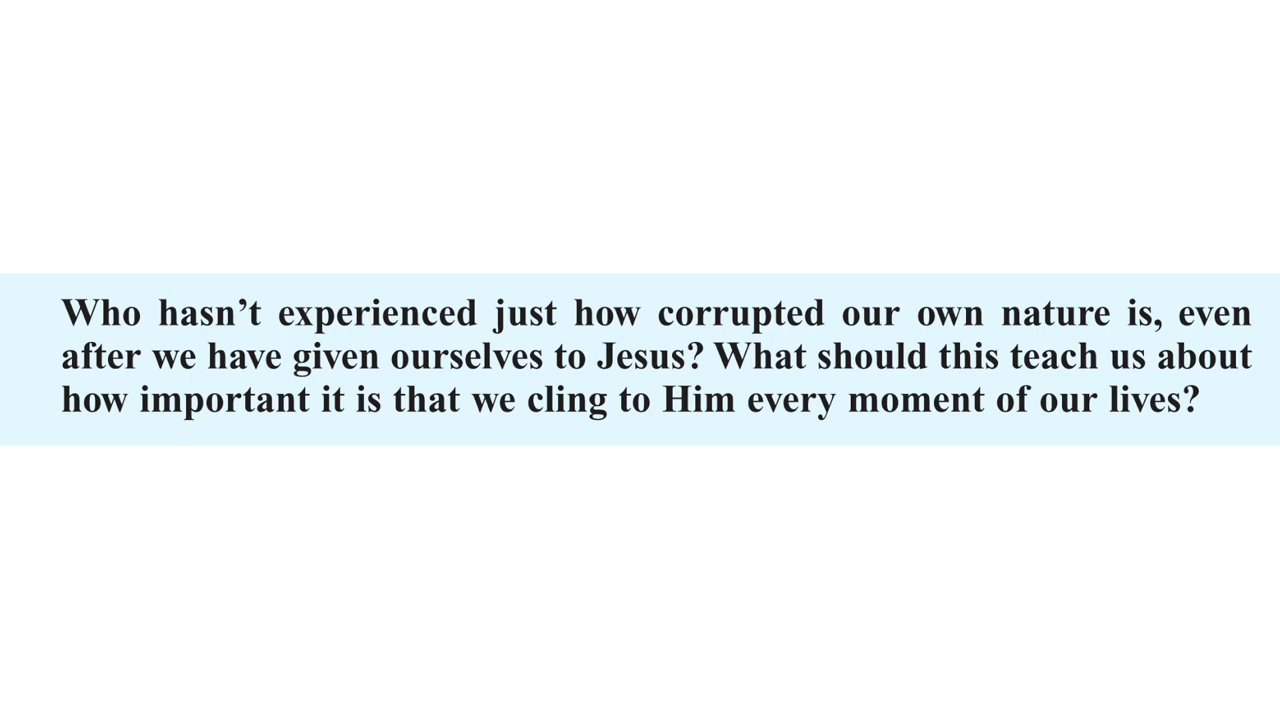 Who hasn’t experienced just how corrupted our own nature is, even
after we have given ourselves to Jesus? What should this teach us about
how important it is that we cling to Him every moment of our lives?